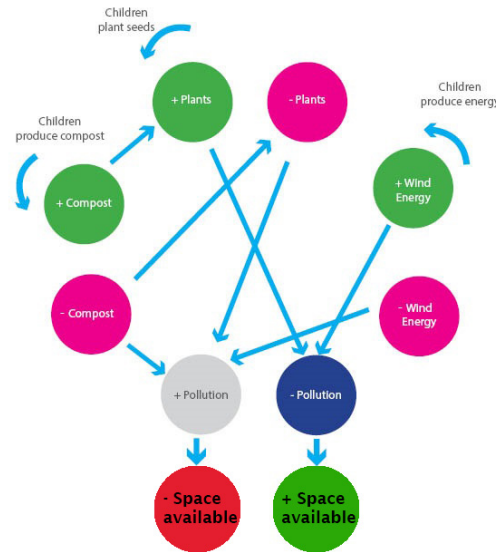 Children
plant seeds
+ Plants
- Plants
Children
produce energy
Children
produce compost
+ Compost
+ Wind
Energy
- Compost
- Wind
Energy
+ Pollution
- Pollution
- Space
available
+ Space
available